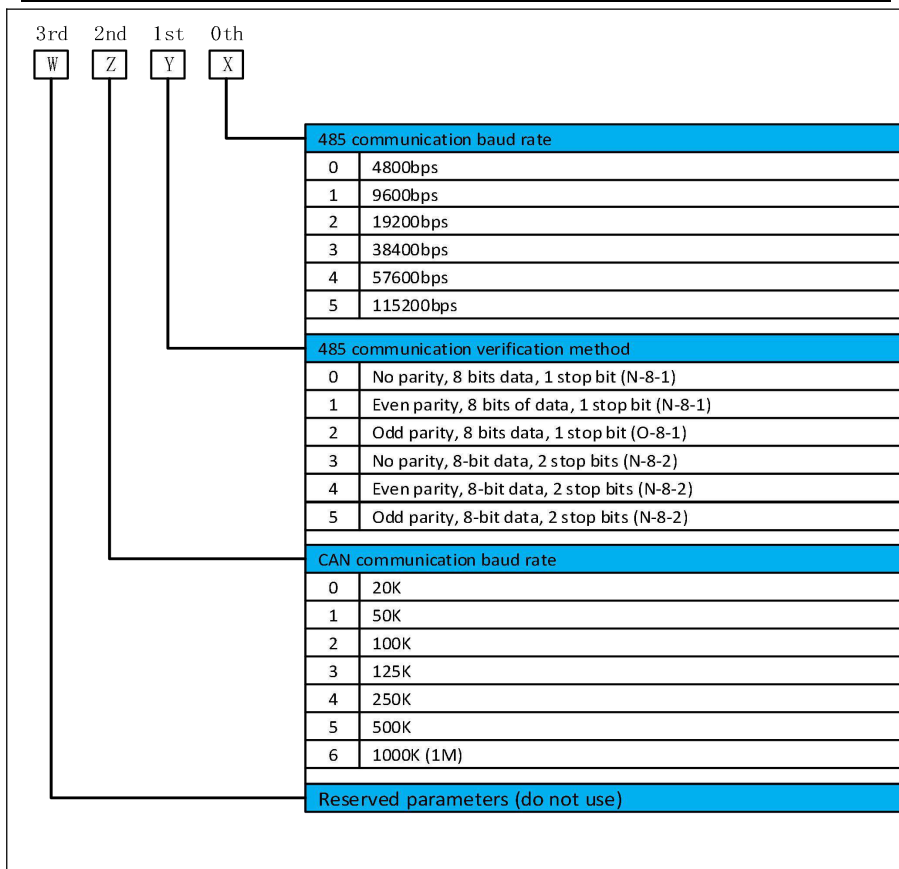 3rd 2nd 1st 0th
W Z Y X
485 communication baud rate
0 4800bps
1 9600bps
2 19200bps
3 38400bps
4 57600bps
5 115200bps
485 communication verification method
0 No parity, 8 bits data, 1 stop bit (N-8-1)
1 Even parity, 8 bits of data, 1 stop bit (N-8-1)
2 Odd parity, 8 bits data, 1 stop bit (O-8-1)
3 No parity, 8-bit data, 2 stop bits (N-8-2)
4 Even parity, 8-bit data, 2 stop bits (N-8-2)
5 Odd parity, 8-bit data, 2 stop bits (N-8-2)
CAN communication baud rate
0 20K
1 50K
2 100K
3 125K
4 250K
5 500K
6 1000K (1M)
Reserved parameters (do not use)